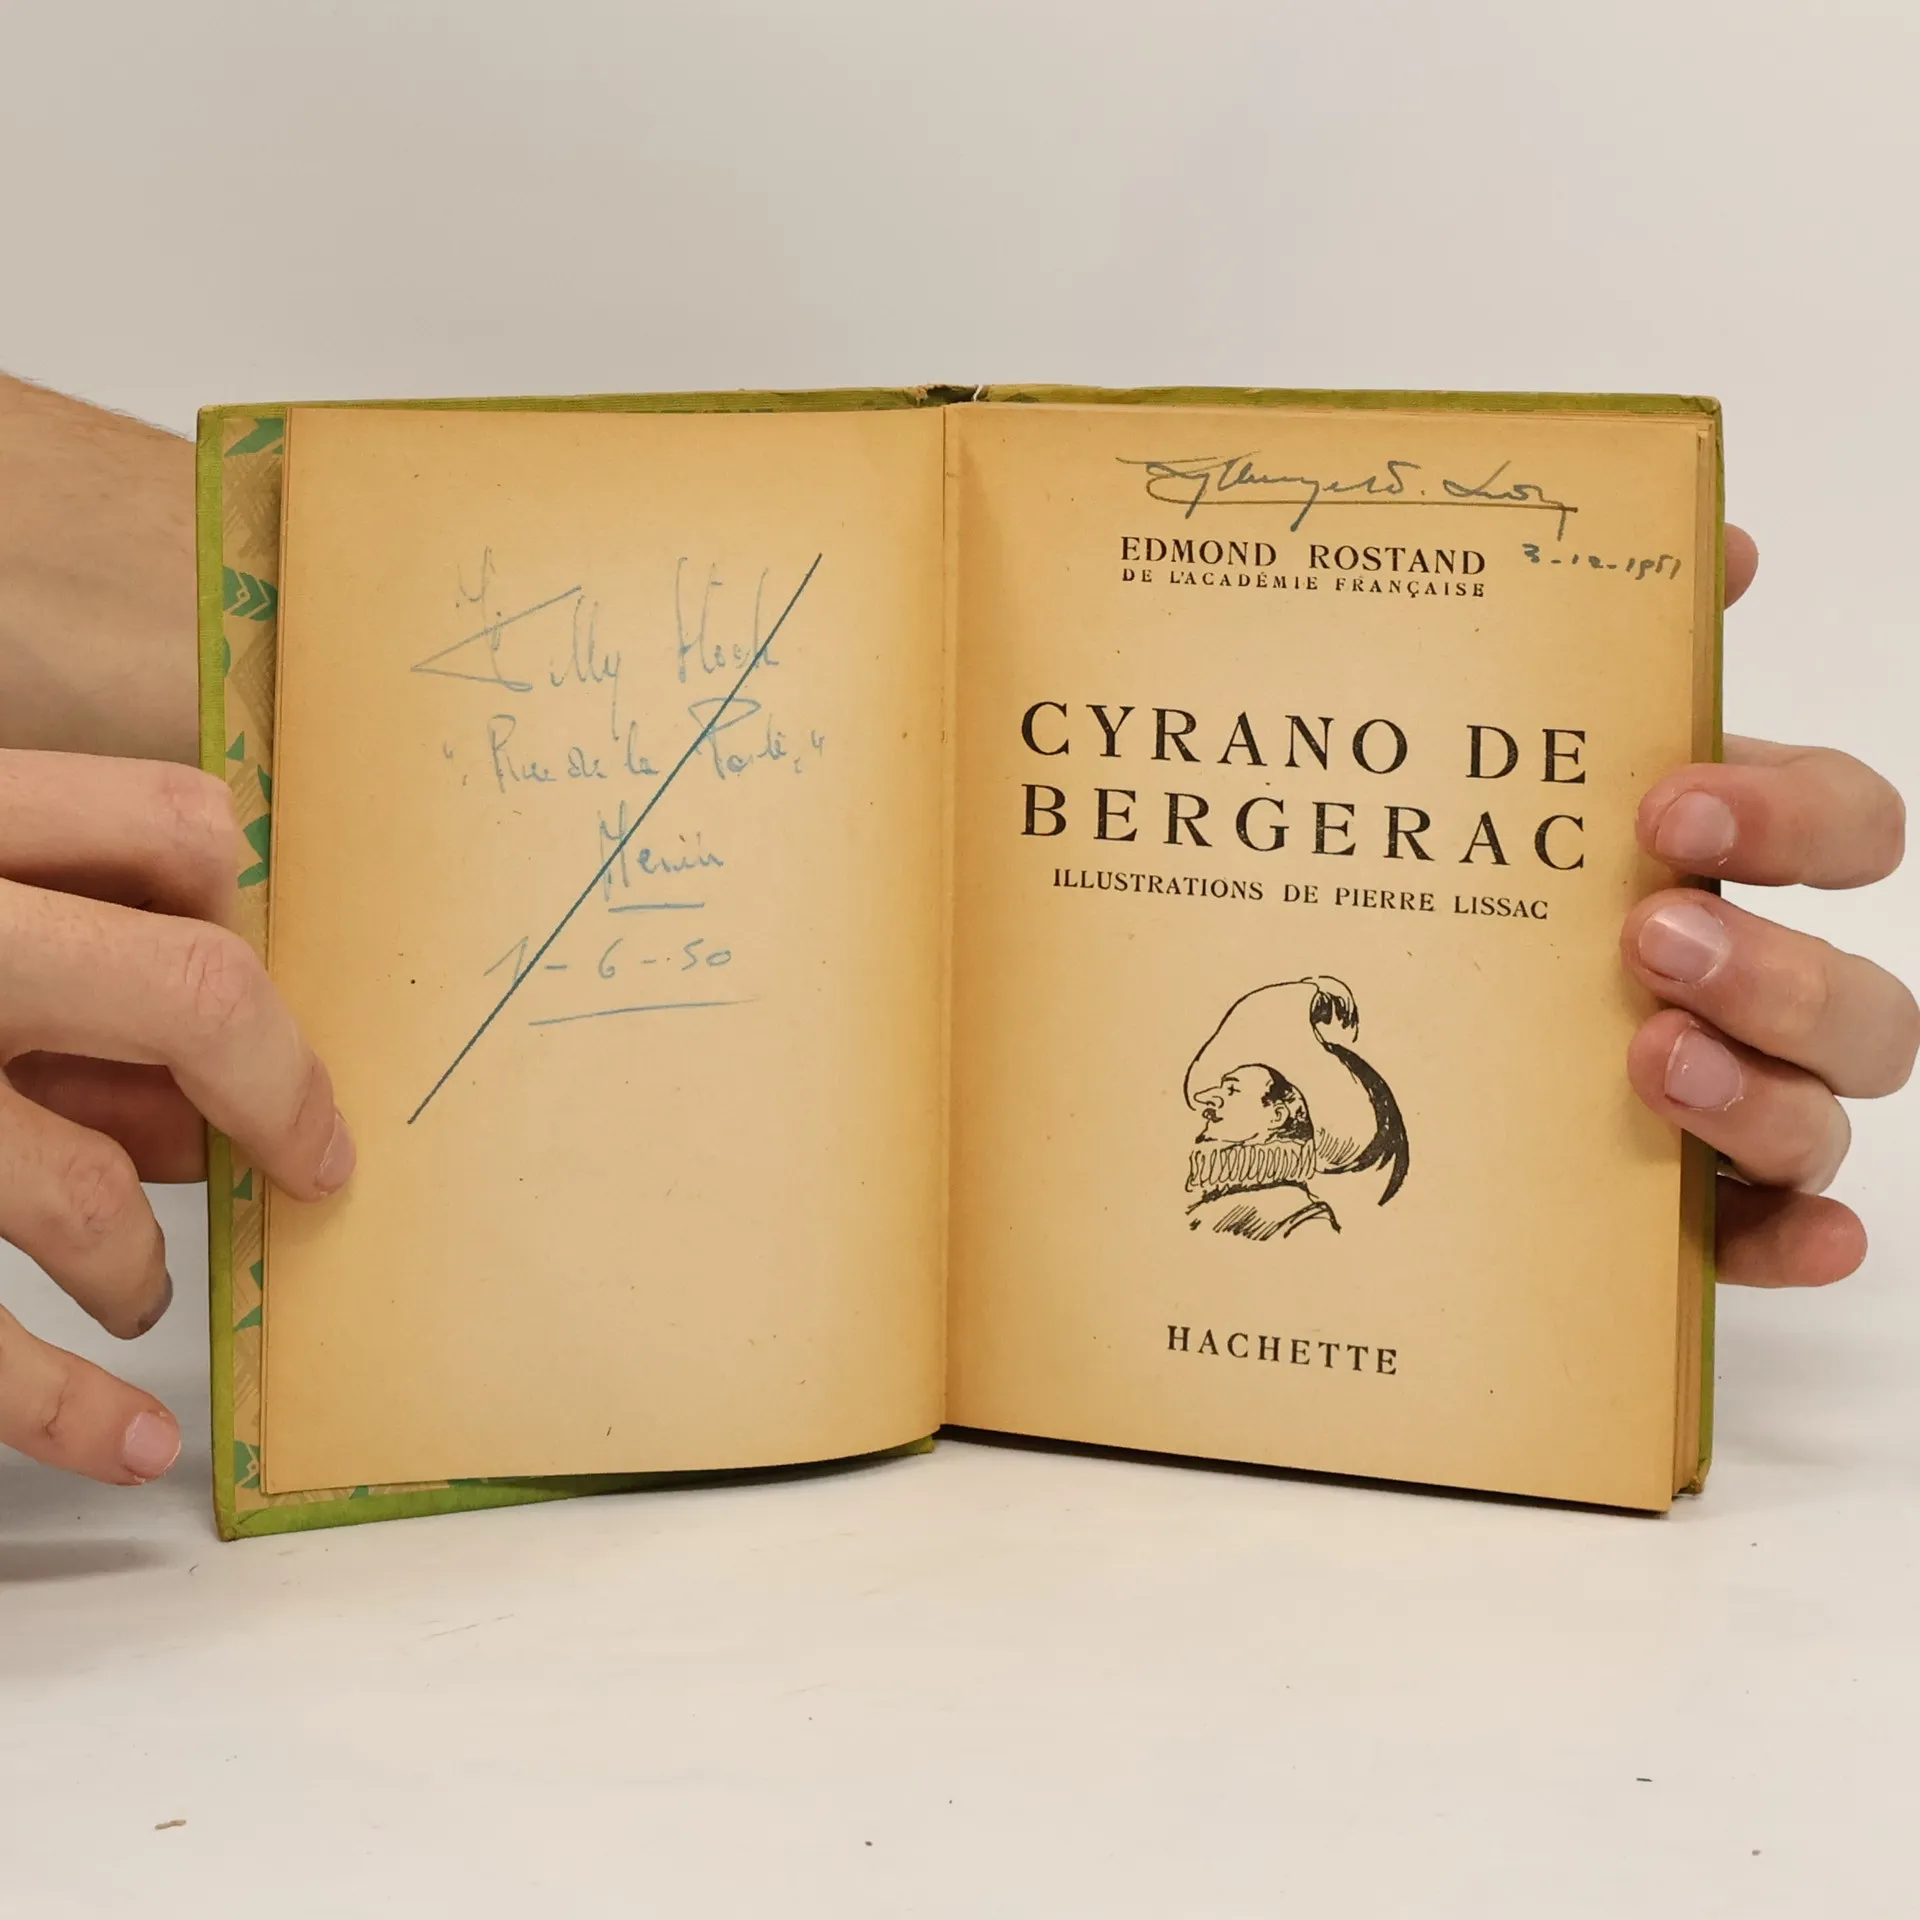 Rue de la
Menin
1-6-50
3-12-1951
EDMOND ROSTAND
DE L'ACADÉMIE FRANÇAISE
CYRANO DE
BERGERAC
ILLUSTRATIONS DE PIERRE LISSAC
HACHETTE